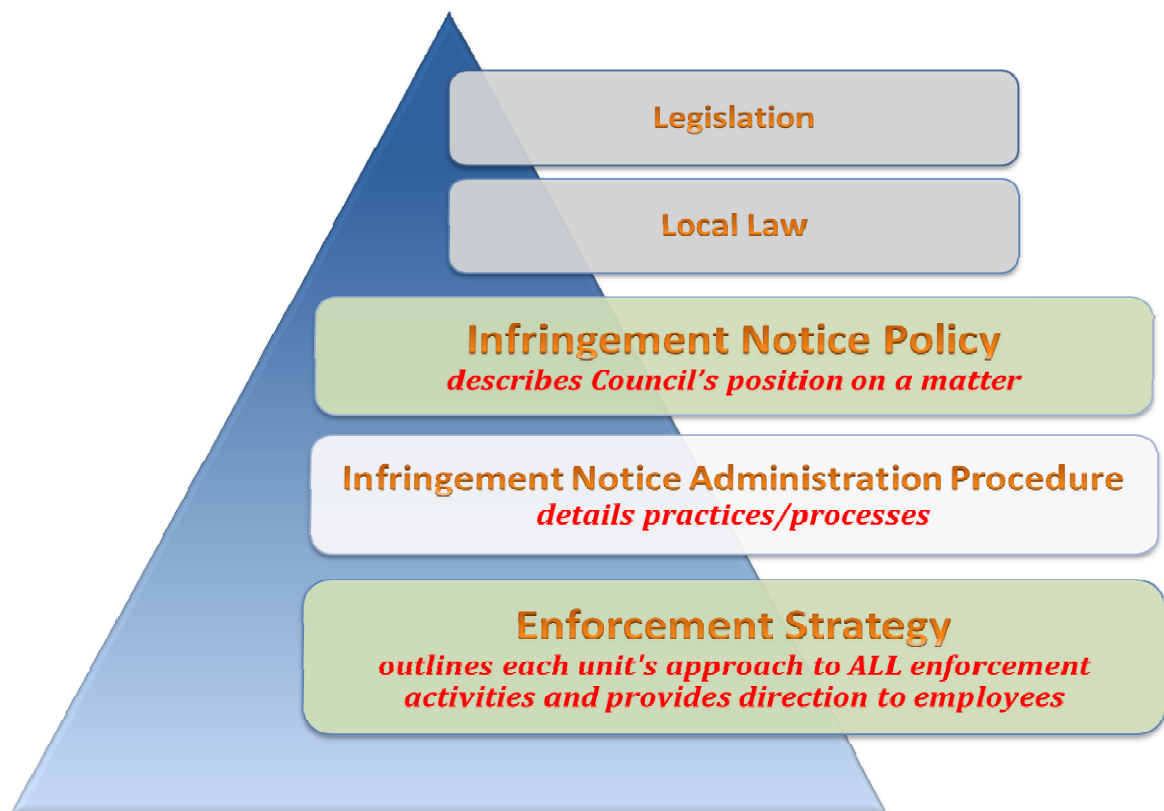 Legislation
Local Law
Infringement Notice Policy
describes Council's position on a matter
Infringement Notice Administration Procedure
details practices/processes
Enforcement Strategy
outlines each unit's approach to ALL enforcement
activities and provides direction to employees